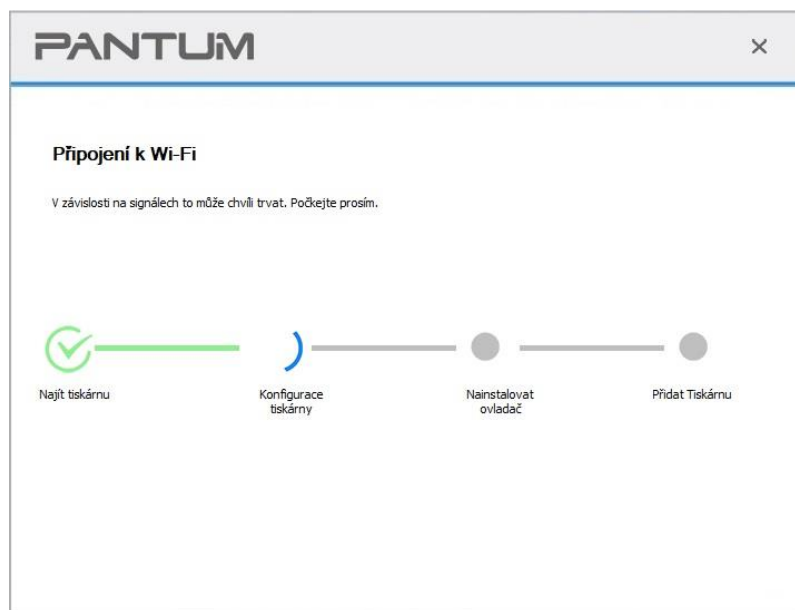 PANTUM
Připojení k Wi-Fi
V závislosti na signálech to může chvíli trvat. Počkejte prosím.
Najít tiskárnu
Konfigurace
tiskárny
Nainstalovat
ovladač
Přidat Tiskárnu